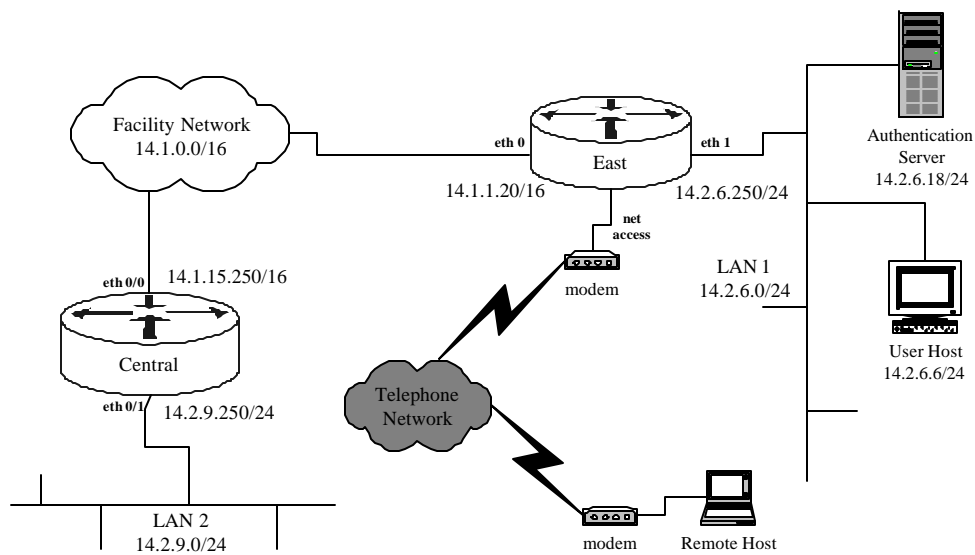 Facility Network
14.1.0.0/16
eth 0
East
eth 1
14.1.1.20/16
14.2.6.250/24
net
access
modem
Authentication
Server
14.2.6.18/24
LAN 1
14.2.6.0/24
User Host
14.2.6.6/24
eth 0/0
14.1.15.250/16
Central
eth 0/1
14.2.9.250/24
Telephone
Network
LAN 2
14.2.9.0/24
modem
Remote Host